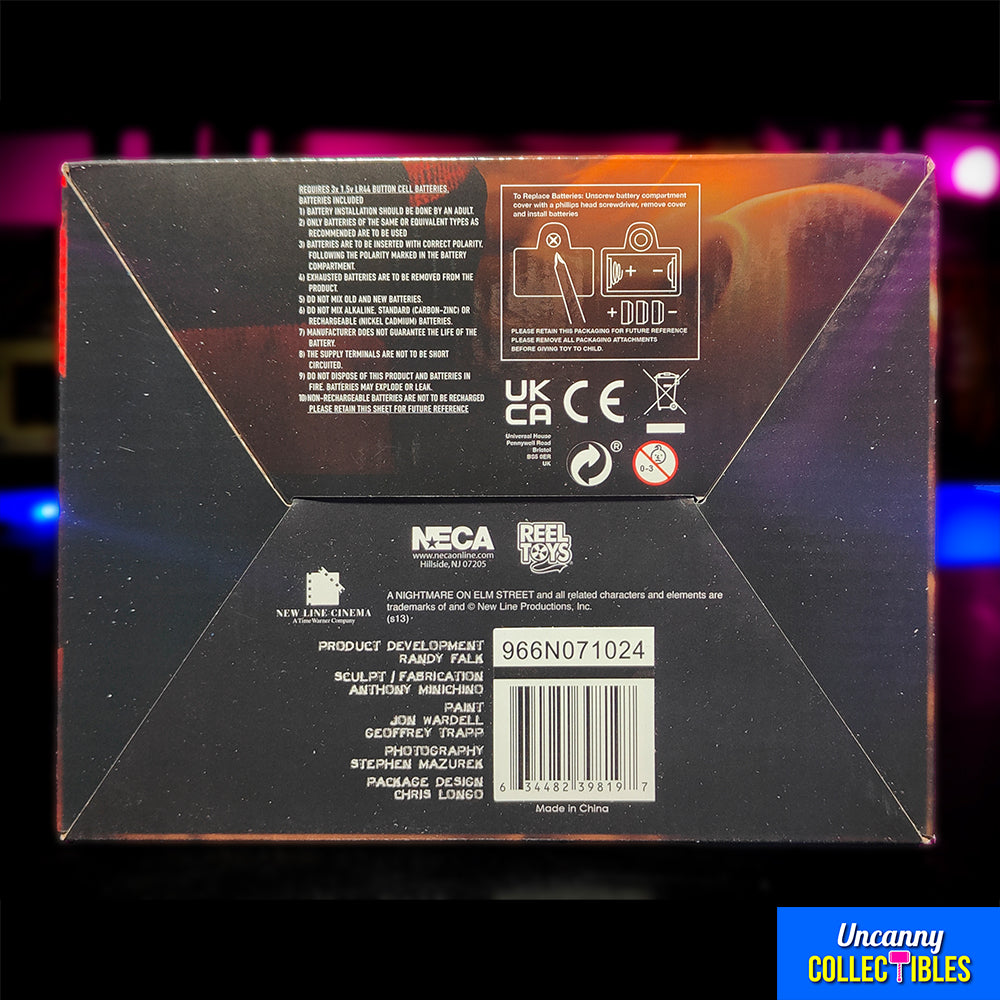 REQUIRES 3x 1.5v LR44 BUTTON CELL BATTERIES.
BATTERIES INCLUDED
1) BATTERY INSTALLATION SHOULD BE DONE BY AN ADULT.
2) ONLY BATTERIES OF THE SAME OR EQUIVALENT TYPES AS
RECOMMENDED ARE TO BE USED
3) BATTERIES ARE TO BE INSERTED WITH CORRECT POLARITY.
FOLLOWING THE POLARITY MARKED IN THE BATTERY
COMPARTMENT.
4) EXHAUSTED BATTERIES ARE TO BE REMOVED FROM THE
PRODUCT.
5) DO NOT MIX OLD AND NEW BATTERIES.
6) DO NOT MIX ALKALINE, STANDARD (CARBON-ZINC) OR
RECHARGEABLE (NICKEL CADMIUM) BATTERIES.
7) MANUFACTURER DOES NOT GUARANTEE THE LIFE OF THE
BATTERY.
8) THE SUPPLY TERMINALS ARE NOT TO BE SHORT
CIRCUITED.
9) DO NOT DISPOSE OF THIS PRODUCT AND BATTERIES IN
FIRE. BATTERIES MAY EXPLODE OR LEAK.
10) NON-RECHARGEABLE BATTERIES ARE NOT TO BE RECHARGED
PLEASE RETAIN THIS SHEET FOR FUTURE REFERENCE
To Replace Batteries: Unscrew battery compartment
cover with a phillips head screwdriver, remove cover
and install batteries
+ -
+ -
PLEASE RETAIN THIS PACKAGING FOR FUTURE REFERENCE
PLEASE REMOVE ALL PACKAGING ATTACHMENTS
BEFORE GIVING TOY TO CHILD.
UK
CA
CE
Universal House
Pennywell Road
Bristol
BS5 0ER
UK
®
0-3
NECA
www.necaonline.com
Hillside, NJ 07205
REEL
TOYS
NEW LINE CINEMA
A Time Warner Company
A NIGHTMARE ON ELM STREET and all related characters and elements are
trademarks of and © New Line Productions, Inc.
(s13)
PRODUCT DEVELOPMENT
RANDY FALK
SCULPT / FABRICATION
ANTHONY MINICHINO
PAINT
JON WARDELL
GEOFFREY TRAPP
PHOTOGRAPHY
STEPHEN MAZUREK
PACKAGE DESIGN
CHRIS LONGO
966N071024
6 34482 39819 7
Made in China
Uncanny
COLLECTIBLES